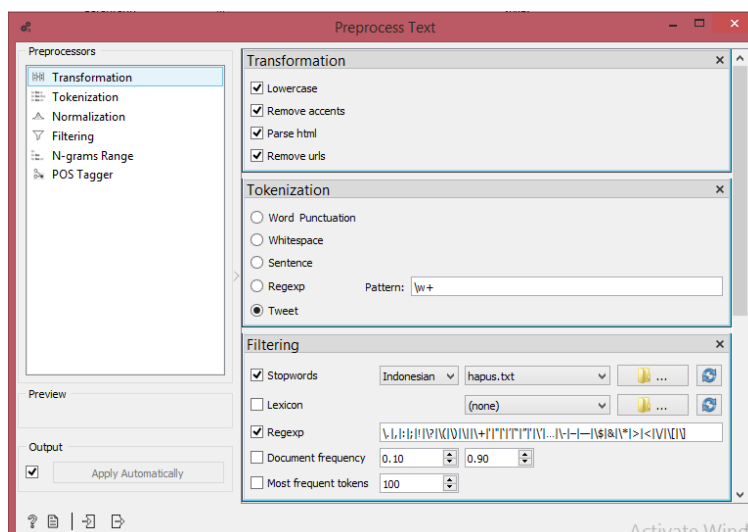 Preprocess Text
Preprocessors
Transformation
Tokenization
Normalization
Filtering
N-grams Range
POS Tagger
Preview
Output
Apply Automatically
Transformation
Lowercase
Remove accents
Parse html
Remove urls
Tokenization
Word Punctuation
Whitespace
Sentence
Regexp Pattern: \w+
Tweet
Filtering
Stopwords Indonesian hapus.txt ...
Lexicon (none) ...
Regexp
Document frequency 0.10 0.90
Most frequent tokens 100
Activate Wind